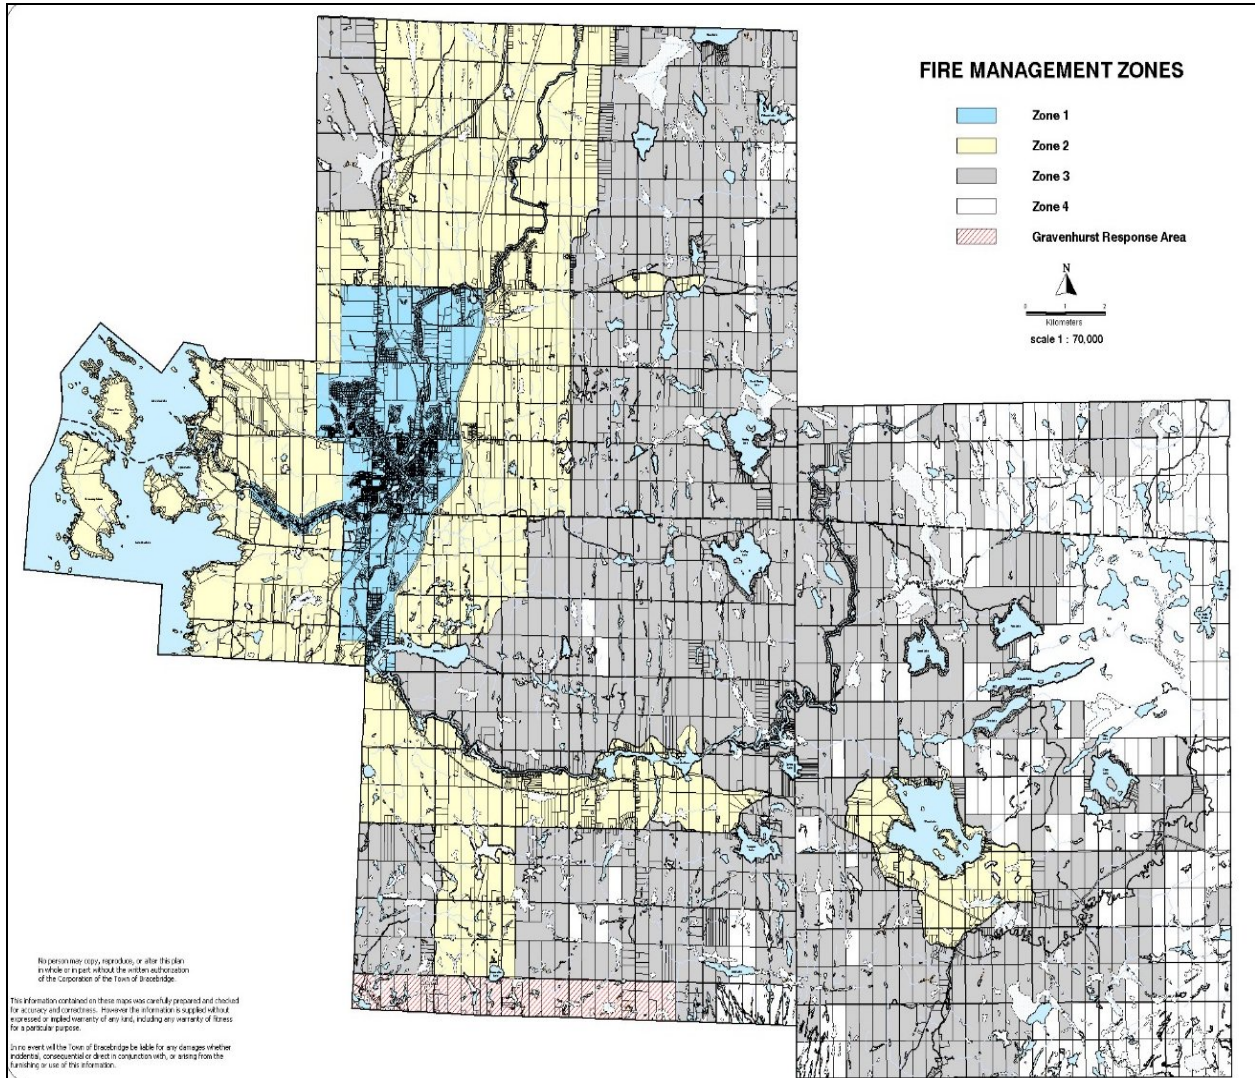 FIRE MANAGEMENT ZONES
Zone 1
Zone 2
Zone 3
Zone 4
Gravenhurst Response Area
N
Kilometers
scale 1 : 70,000
No person may copy, reproduce, or alter this plan
in whole or in part without the written authorization
of the Corporation of the Town of Bracebridge.
This information contained on these maps was carefully prepared and checked
for accuracy and correctness. However the information is supplied without
expressed or implied warranty of any kind, including any warranty of fitness
for a particular purpose.
In no event will the Town of Bracebridge be liable for any damages whether
incidental, consequential or direct in conjunction with, or arising from the
furnishing or use of this information.